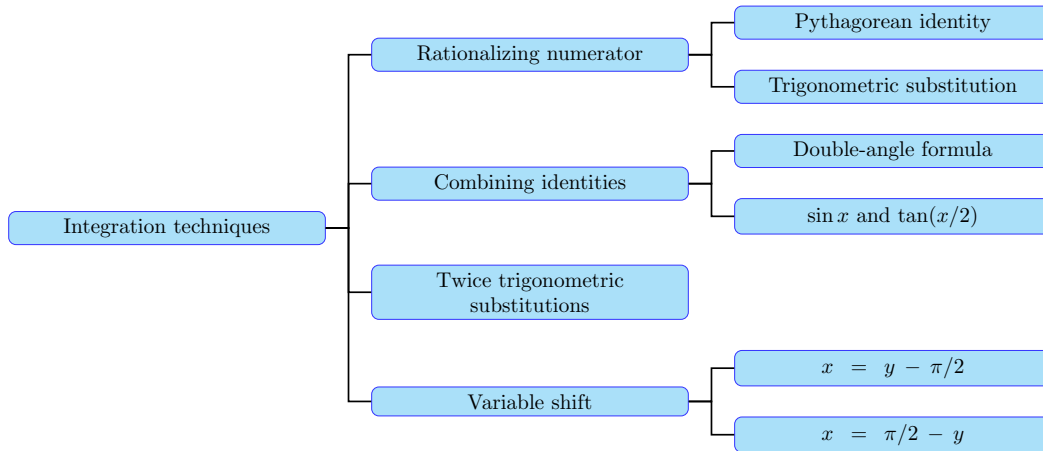 Integration techniques
Rationalizing numerator
Pythagorean identity
Trigonometric substitution
Combining identities
Double-angle formula
sin x and tan(x/2)
Twice trigonometric
substitutions
Variable shift
x = y − π/2
x = π/2 − y